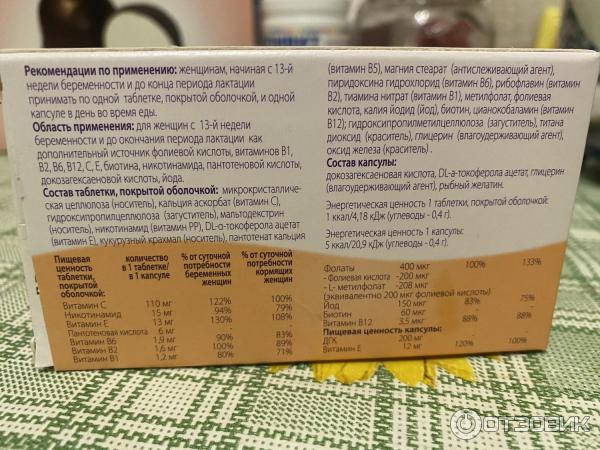 Рекомендации по применению: женщинам, начиная с 13-й
недели беременности и до конца периода лактации
принимать по одной таблетке, покрытой оболочкой, и одной
капсуле в день во время еды.
Область применения: для женщин с 13-й недели
беременности и до окончания периода лактации как
дополнительный источник фолиевой кислоты, витаминов В1,
В2, В6, В12, С, Е, биотина, никотинамида, пантотеновой кислоты,
докозагексаеновой кислоты, йода.
Состав таблетки, покрытой оболочкой: микрокристалличе-
ская целлюлоза (носитель), кальция аскорбат (витамин С),
гидроксипропилцеллюлоза (загуститель), мальтодекстрин
(носитель), никотинамид (витамин РР), DL-α-токоферола ацетат
(витамин Е), кукурузный крахмал (носитель), пантотенат кальция
(витамин В5), магния стеарат (антислеживающий агент),
пиридоксина гидрохлорид (витамин В6), рибофлавин (витамин
В2), тиамина нитрат (витамин В1), метилфолат, фолиевая
кислота, калия йодид (йод), биотин, цианокобаламин (витамин
В12); гидроксипропилметилцеллюлоза (загуститель), титана
диоксид (краситель), глицерин (влагоудерживающий агент),
оксид железа (краситель).
Состав капсулы:
докозагексаеновая кислота, DL-α-токоферола ацетат, глицерин
(влагоудерживающий агент), рыбный желатин.
Энергетическая ценность 1 таблетки, покрытой оболочкой:
1 ккал/4,18 кДж (углеводы - 0,4 г).
Энергетическая ценность 1 капсулы:
5 ккал/20,9 кДж (углеводы - 0,4г).
Пищевая ценность таблетки, покрытой оболочкой:
количество в 1 таблетке/ в 1 капсуле
% от суточной потребности беременных женщин
% от суточной потребности кормящих женщин
Витамин С 110 мг 122% 100%
Никотинамид 15 мг 94% 79%
Витамин Е 13 мг 130% 108%
Пантотеновая кислота 6 мг - -
Витамин В6 1,9 мг 90% 83%
Витамин В2 1,6 мг 100% 89%
Витамин В1 1,2 мг 80% 71%
Фолаты 400 мкг 100% 133%
- Фолиевая кислота -200 мкг
- L- метилфолат -208 мкг
(эквивалентно 200 мкг фолиевой кислоты)
Йод 150 мкг 83% 75%
Биотин 60 мкг - -
Витамин В12 3,5 мкг 88% 88%
Пищевая ценность капсулы:
ДГК 200 мг - -
Витамин Е 12 мг 120% 100%
ОТЗОВИК